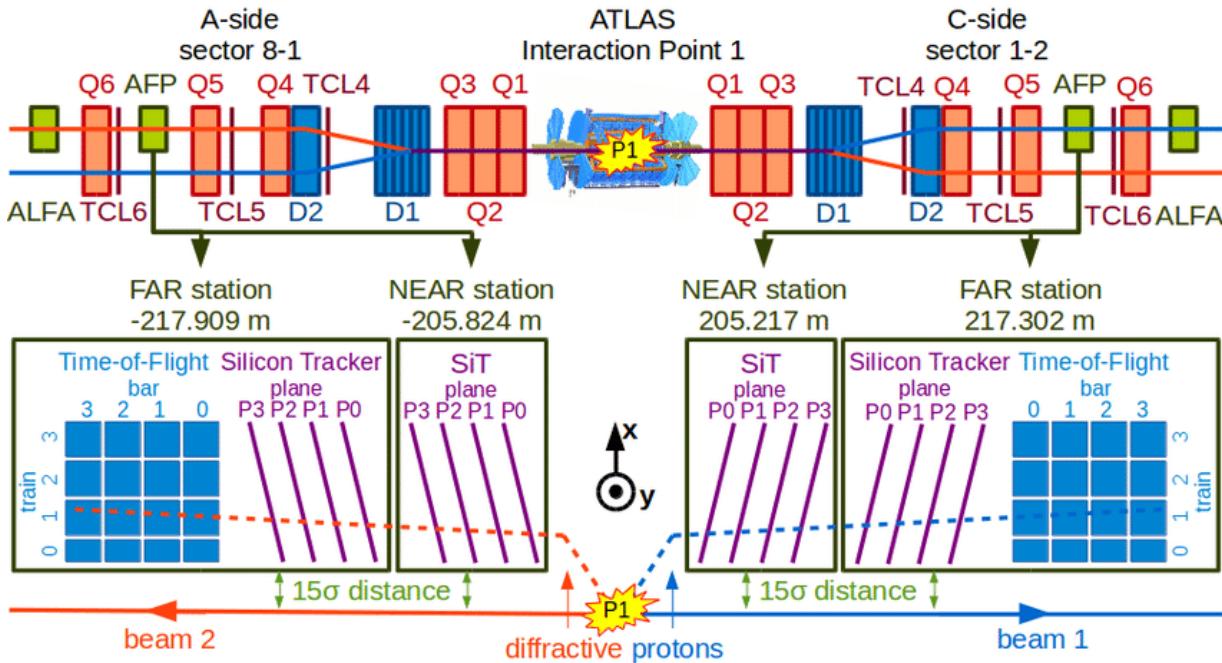 A-side
sector 8-1
ATLAS
Interaction Point 1
C-side
sector 1-2
Q6 AFP Q5 Q4 TCL4 Q3 Q1
Q1 Q3 TCL4 Q4 Q5 AFP Q6
P1
ALFA TCL6 TCL5 D2 D1 Q2
Q2 D1 D2 TCL5 TCL6 ALFA
FAR station
-217.909 m
NEAR station
-205.824 m
NEAR station
205.217 m
FAR station
217.302 m
Time-of-Flight
bar
3 2 1 0
train
3
2
1
0
Silicon Tracker
plane
P3 P2 P1 P0
SiT
plane
P3 P2 P1 P0
x
y
SiT
plane
P0 P1 P2 P3
Silicon Tracker
plane
P0 P1 P2 P3
Time-of-Flight
bar
0 1 2 3
3
2
1
0
train
15σ distance
15σ distance
P1
beam 2
diffractive protons
beam 1